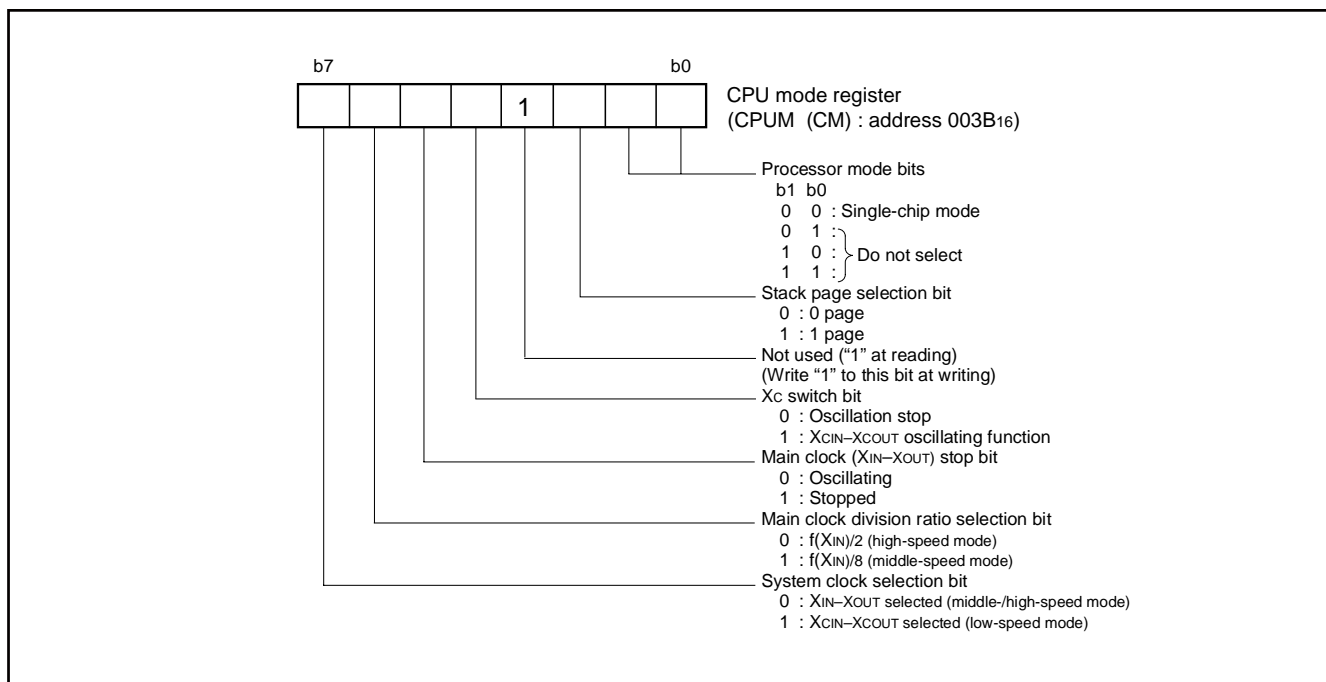 b7 b0
1
CPU mode register
(CPUM (CM) : address 003B16)
Processor mode bits
b1 b0
0 0 : Single-chip mode
0 1 :
1 0 : Do not select
1 1 :
Stack page selection bit
0 : 0 page
1 : 1 page
Not used (“1” at reading)
(Write “1” to this bit at writing)
XC switch bit
0 : Oscillation stop
1 : XCIN–XCOUT oscillating function
Main clock (XIN–XOUT) stop bit
0 : Oscillating
1 : Stopped
Main clock division ratio selection bit
0 : f(XIN)/2 (high-speed mode)
1 : f(XIN)/8 (middle-speed mode)
System clock selection bit
0 : XIN–XOUT selected (middle-/high-speed mode)
1 : XCIN–XCOUT selected (low-speed mode)